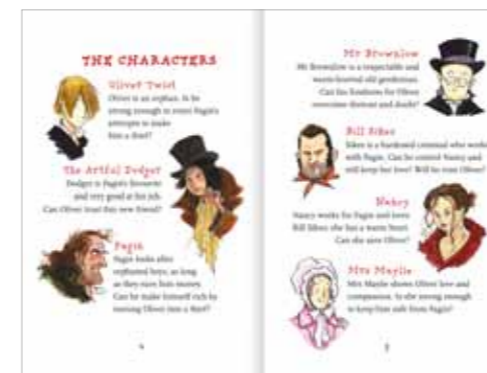 THE CHARACTERS
Oliver Twist
Oliver is an orphan. Is he
strong enough to resist Fagin's
attempts to make
him a thief?
The Artful Dodger
Dodger is Fagin's favourite
and very good at his job.
Can Oliver trust this new friend?
Fagin
Fagin looks after
orphaned boys, as long
as they earn him money.
Can he make himself rich by
turning Oliver into a thief?
4
Mr Brownlow
Mr Brownlow is a respectable and
warm-hearted old gentleman.
Can his fondness for Oliver
overcome distrust and doubt?
Bill Sikes
Sikes is a hardened criminal who works
with Fagin. Can he control Nancy and
still keep her love? Will he trust Oliver?
Nancy
Nancy works for Fagin and loves
Bill Sikes; she has a warm heart.
Can she save Oliver?
Mrs Maylie
Mrs Maylie shows Oliver love and
compassion. Is she strong enough
to keep him safe from Fagin?
5